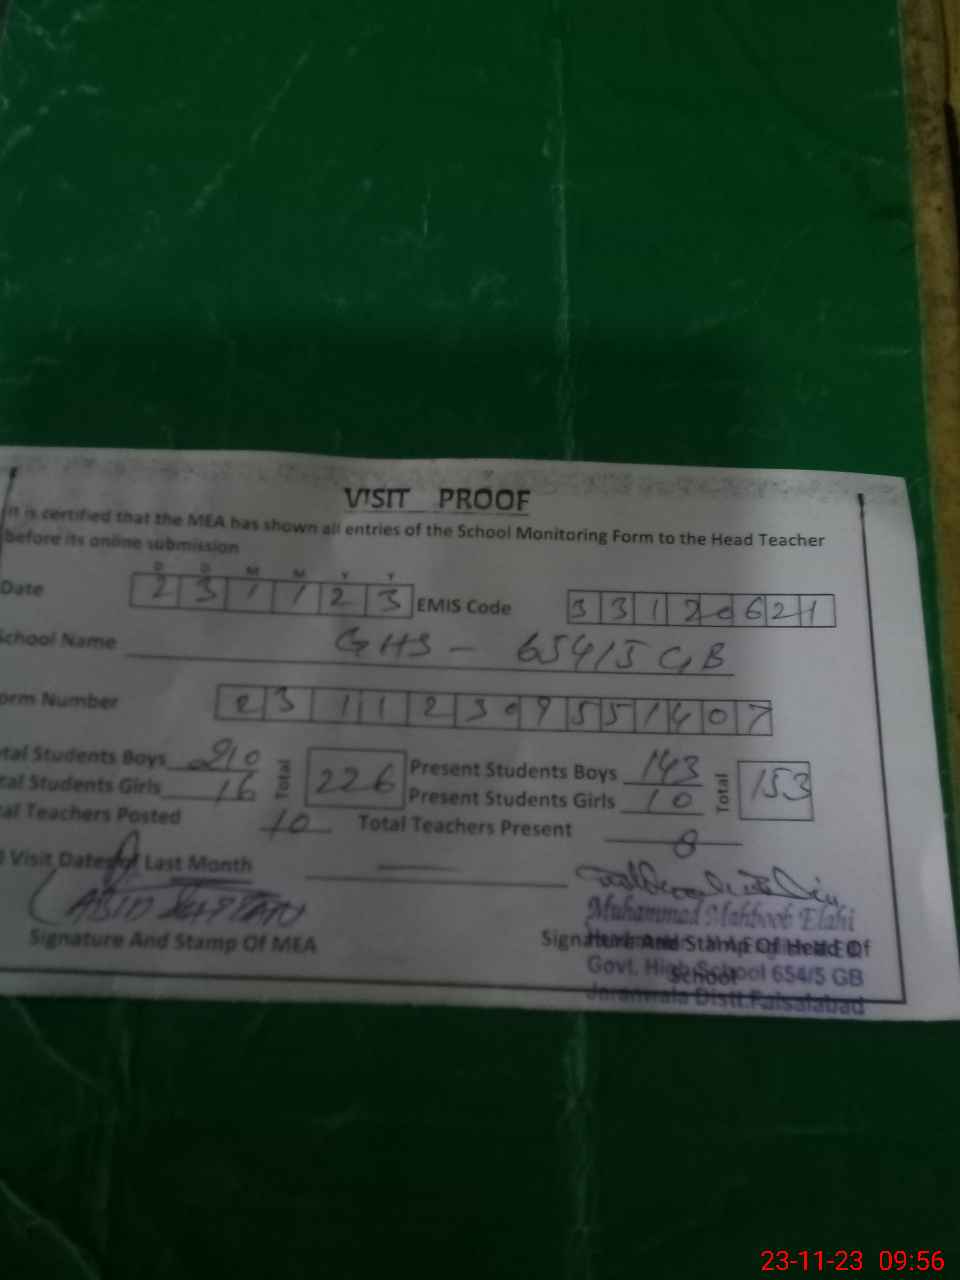 VISIT PROOF
It is certified that the MEA has shown all entries of the School Monitoring Form to the Head Teacher
before its online submission
D D M M Y Y
Date 2 3 1 1 2 3 EMIS Code 3 3 1 2 0 6 2 1
School Name GHS - 654/5 GB
orm Number 2 3 1 1 2 3 0 9 5 5 1 4 0 7
tal Students Boys 210 Total 226 Present Students Boys 143 Total 153
tal Students Girls 16 Present Students Girls 10
al Teachers Posted 10 Total Teachers Present 8
Visit Dates of Last Month —
ABID
Muhammad Mahboob Elahi
Signature And Stamp Of MEA Signature And Stamp Of Head Of
School
Govt. High School 654/5 GB
Jaranwala Distt.Faisalabad
23-11-23 09:56